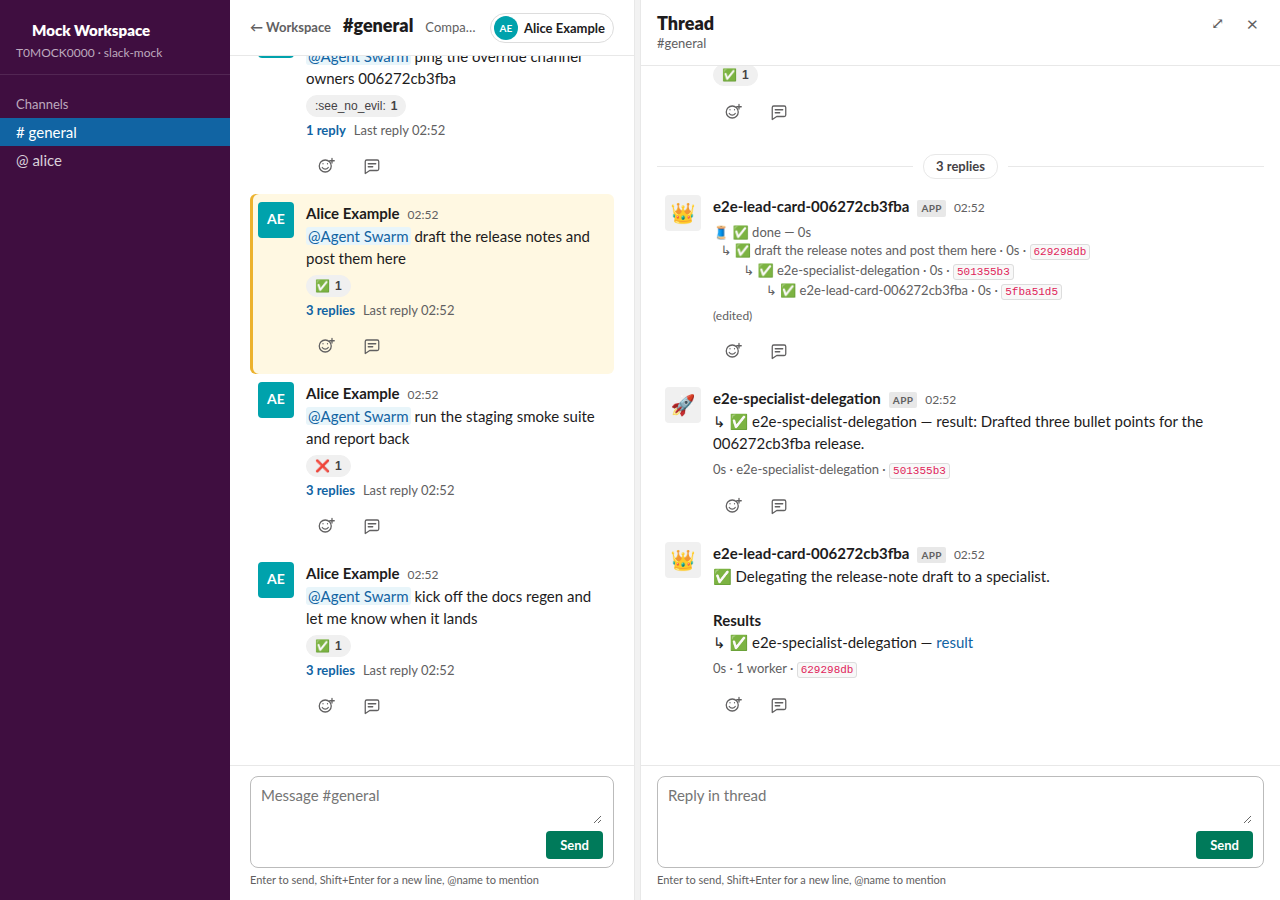 Mock Workspace
T0MOCK0000 · slack-mock
Channels
# general
@ alice
← Workspace #general Compa... AE Alice Example
@Agent Swarm ping the override channel
owners 006272cb3fba
:see_no_evil: 1
1 reply Last reply 02:52
AE Alice Example 02:52
@Agent Swarm draft the release notes and
post them here
✅ 1
3 replies Last reply 02:52
AE Alice Example 02:52
@Agent Swarm run the staging smoke suite
and report back
❌ 1
3 replies Last reply 02:52
AE Alice Example 02:52
@Agent Swarm kick off the docs regen and
let me know when it lands
✅ 1
3 replies Last reply 02:52
Message #general
Send
Enter to send, Shift+Enter for a new line, @name to mention
Thread
#general
✅ 1
3 replies
e2e-lead-card-006272cb3fba APP 02:52
🧵 ✅ done — 0s
↳ ✅ draft the release notes and post them here · 0s · 629298db
↳ ✅ e2e-specialist-delegation · 0s · 501355b3
↳ ✅ e2e-lead-card-006272cb3fba · 0s · 5fba51d5
(edited)
e2e-specialist-delegation APP 02:52
↳ ✅ e2e-specialist-delegation — result: Drafted three bullet points for the
006272cb3fba release.
0s · e2e-specialist-delegation · 501355b3
e2e-lead-card-006272cb3fba APP 02:52
✅ Delegating the release-note draft to a specialist.
Results
↳ ✅ e2e-specialist-delegation — result
0s · 1 worker · 629298db
Reply in thread
Send
Enter to send, Shift+Enter for a new line, @name to mention